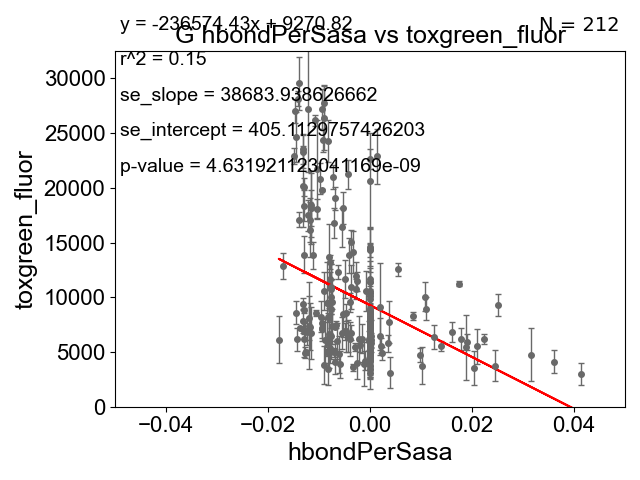 y = -236574.43x + 9270.82
N = 212
G hbondPerSasa vs toxgreen_fluor
r^2 = 0.15
se_slope = 38683.938626662
se_intercept = 405.1129757426203
p-value = 4.631921123041169e-09
30000
25000
20000
15000
10000
5000
0
toxgreen_fluor
−0.04 −0.02 0.00 0.02 0.04
hbondPerSasa